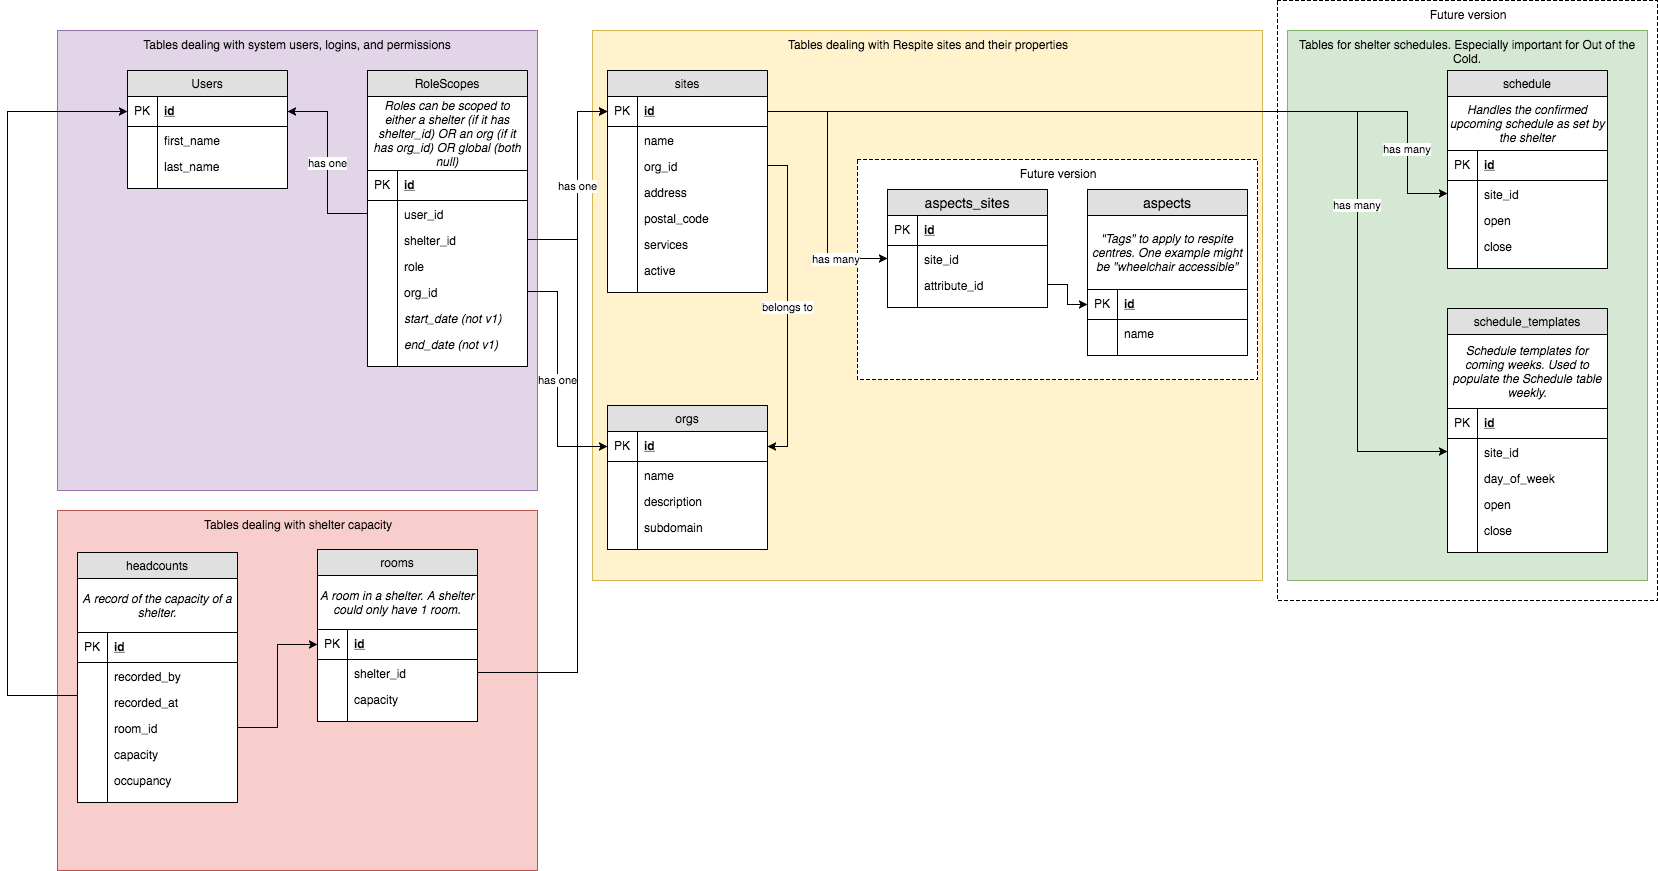 Future version
Tables dealing with system users, logins, and permissions
Users
PK
id
first_name
last_name
has one
RoleScopes
Roles can be scoped to
either a shelter (if it has
shelter_id) OR an org (if it
has org_id) OR global (both
null)
PK
id
user_id
shelter_id
role
org_id
start_date (not v1)
end_date (not v1)
has one
has one
Tables dealing with Respite sites and their properties
sites
PK
id
name
org_id
address
postal_code
services
active
belongs to
has many
Future version
aspects_sites
PK
id
site_id
attribute_id
aspects
"Tags" to apply to respite
centres. One example might
be "wheelchair accessible"
PK
id
name
orgs
PK
id
name
description
subdomain
Tables for shelter schedules. Especially important for Out of the
Cold.
has many
has many
schedule
Handles the confirmed
upcoming schedule as set by
the shelter
PK
id
site_id
open
close
schedule_templates
Schedule templates for
coming weeks. Used to
populate the Schedule table
weekly.
PK
id
site_id
day_of_week
open
close
Tables dealing with shelter capacity
headcounts
A record of the capacity of a
shelter.
PK
id
recorded_by
recorded_at
room_id
capacity
occupancy
rooms
A room in a shelter. A shelter
could only have 1 room.
PK
id
shelter_id
capacity